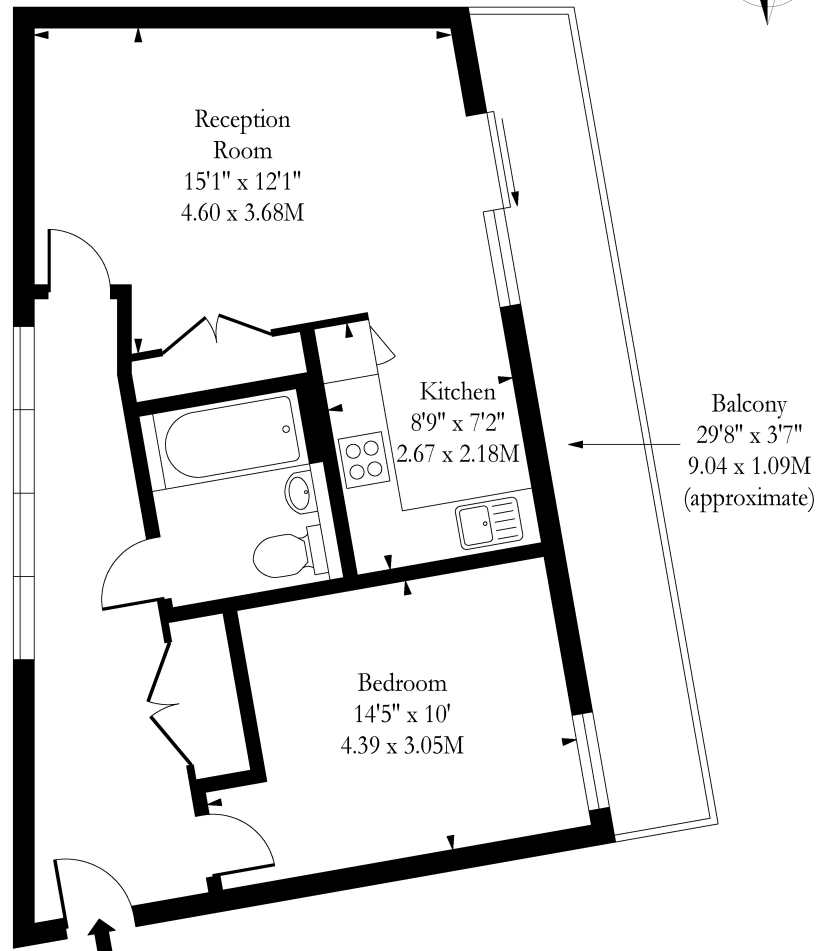 Reception
Room
15'1" x 12'1"
4.60 x 3.68M
Kitchen
8'9" x 7'2"
2.67 x 2.18M
Balcony
29'8" x 3'7"
9.04 x 1.09M
(approximate)
Bedroom
14'5" x 10'
4.39 x 3.05M